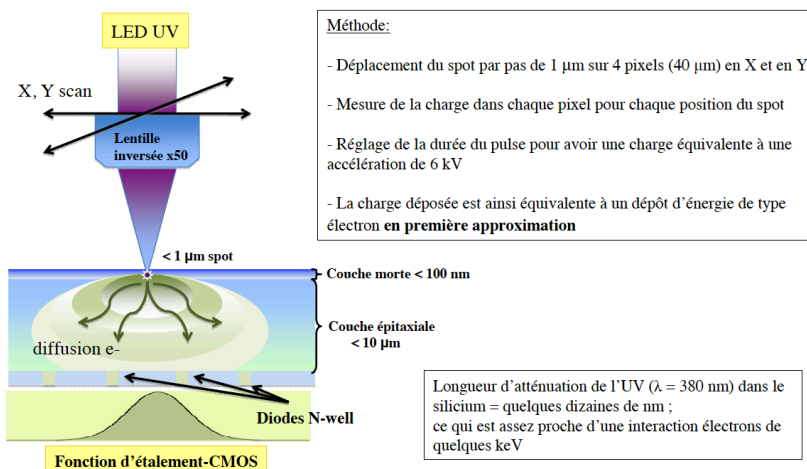 LED UV
X, Y scan
Lentille
inversée x50
< 1 µm spot
Couche morte < 100 nm
Couche épitaxiale
< 10 µm
diffusion e-
Diodes N-well
Fonction d'étalement-CMOS
Méthode:
- Déplacement du spot par pas de 1 µm sur 4 pixels (40 µm) en X et en Y
- Mesure de la charge dans chaque pixel pour chaque position du spot
- Réglage de la durée du pulse pour avoir une charge équivalente à une
accélération de 6 kV
- La charge déposée est ainsi équivalente à un dépôt d'énergie de type
électron en première approximation
Longueur d'atténuation de l'UV (λ = 380 nm) dans le
silicium = quelques dizaines de nm ;
ce qui est assez proche d'une interaction électrons de
quelques keV